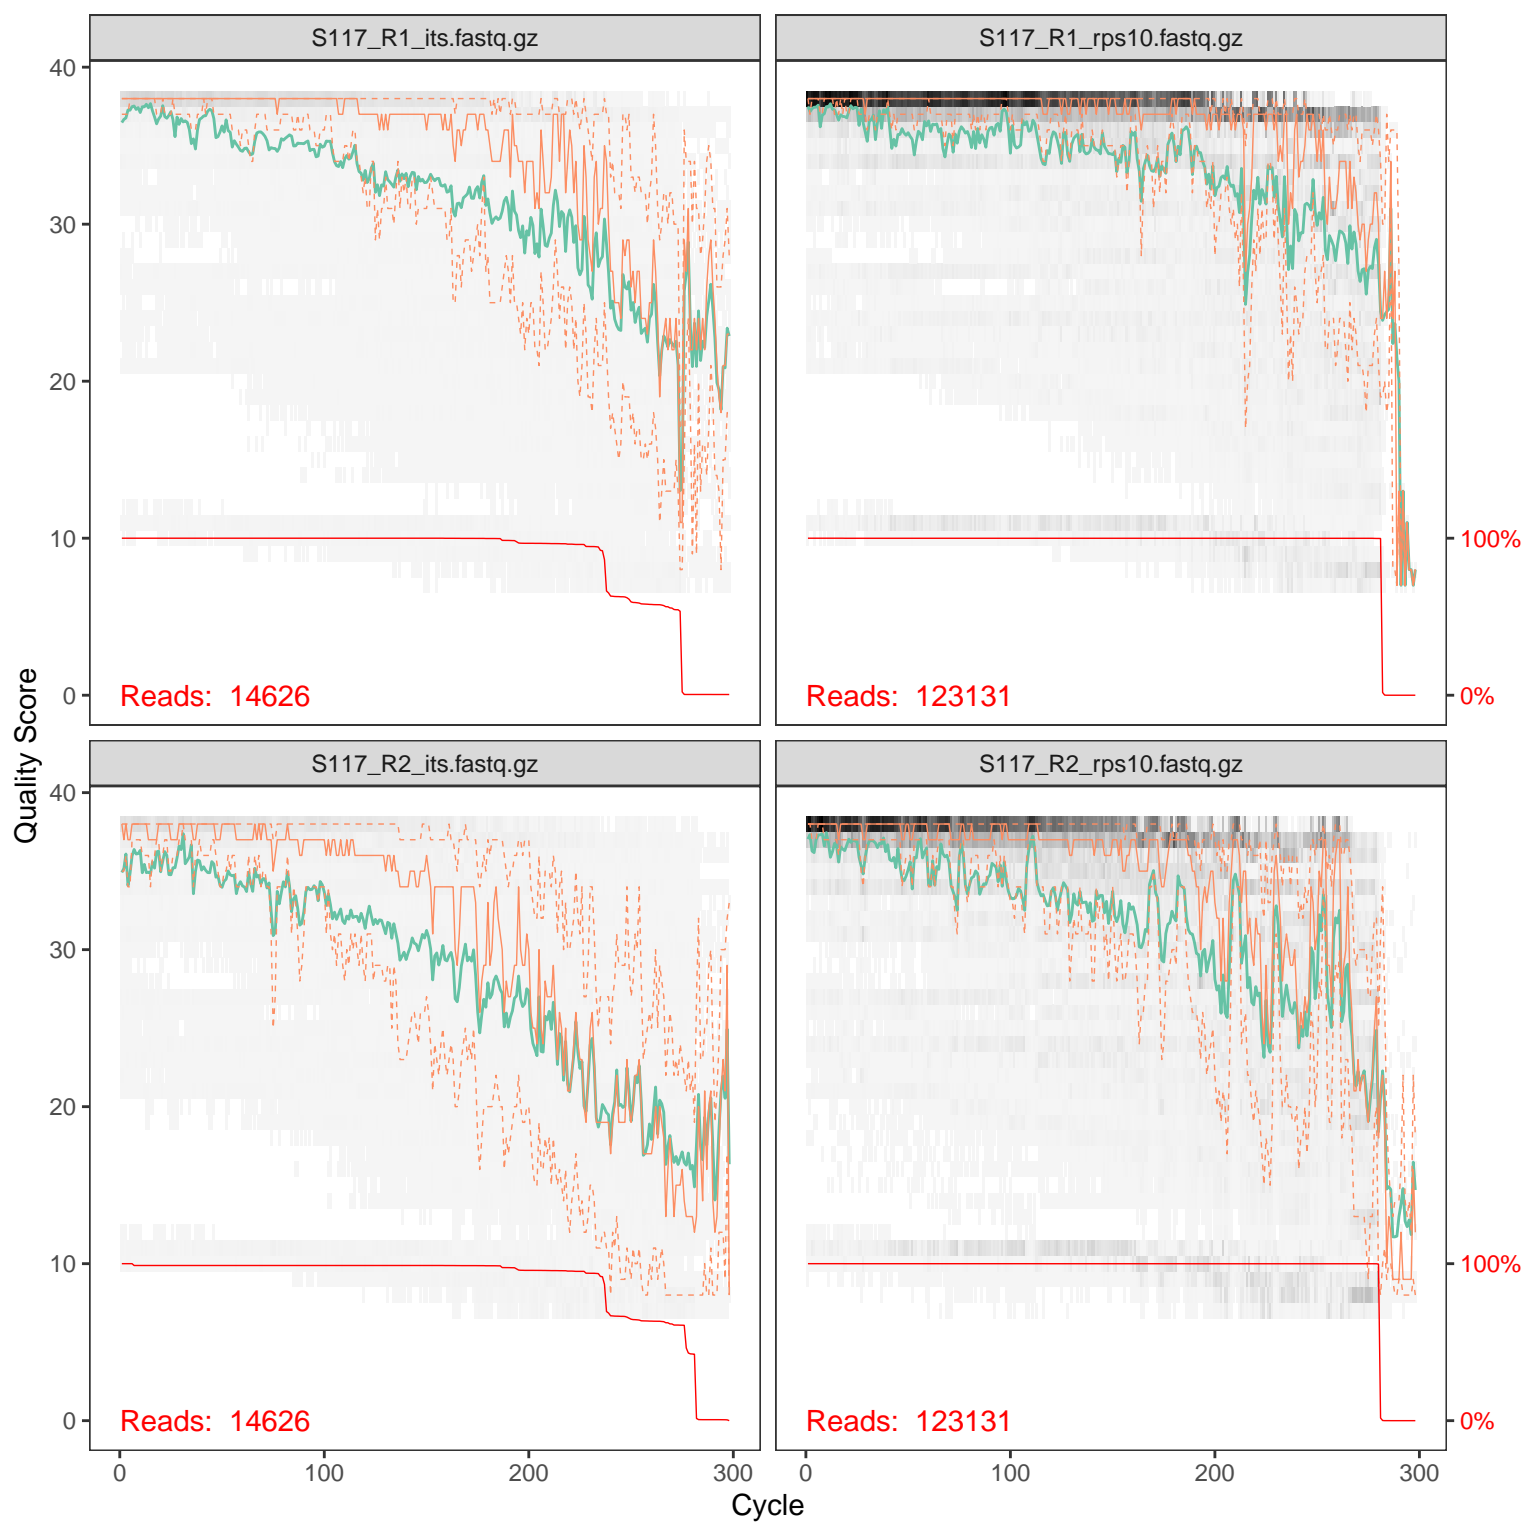 S117_R1_its.fastq.gz
S117_R1_rps10.fastq.gz
40
30
20
10
0
100%
0%
Reads: 14626
Reads: 123131
Quality Score
S117_R2_its.fastq.gz
S117_R2_rps10.fastq.gz
40
30
20
10
0
100%
0%
Reads: 14626
Reads: 123131
0 100 200 300
0 100 200 300
Cycle